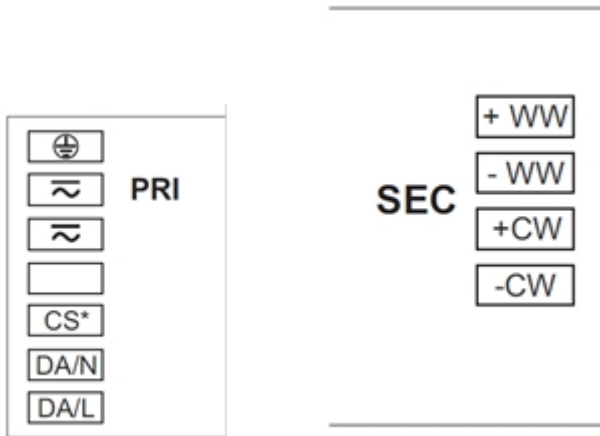 PRI
CS*
DA/N
DA/L
SEC
+ WW
- WW
+CW
-CW